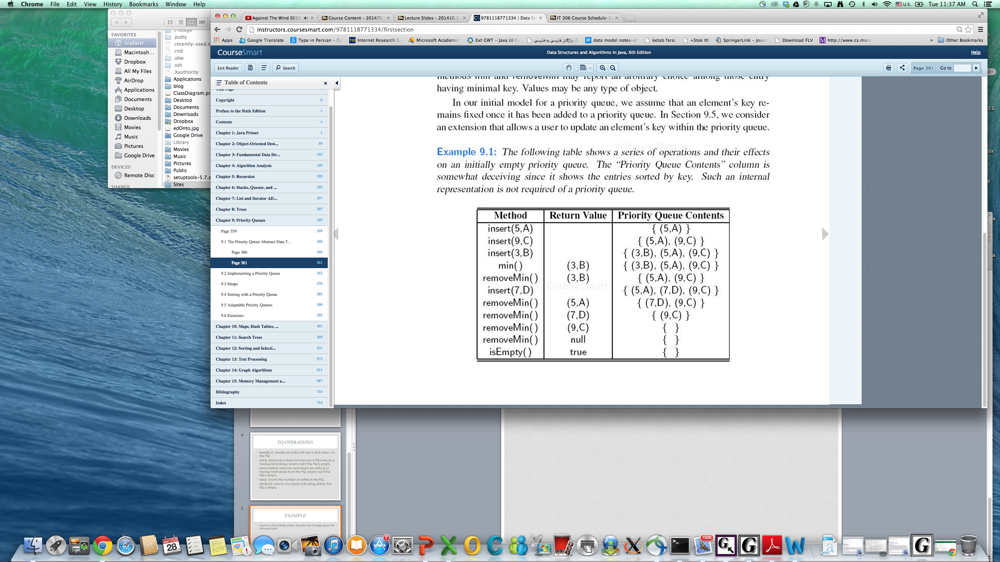 Chrome File Edit View History Bookmarks Window Help
U.S. Tue 11:37 AM
FAVORITES
srafatir
Macintosh...
Dropbox
All My Files
AirDrop
Applications
Documents
Desktop
Downloads
Movies
Music
Pictures
Google Drive
DEVICES
Remote Disc
SHARED
.Protege
.putty
.recently-used.x
.rnd
.sbw
.ssh
.Xauthority
Applications
blog
ClassDiagram.pr
Desktop
Documents
Downloads
Dropbox
edOnto.jpg
Google Drive
Library
Movies
Music
Pictures
Public
setuptools-5.7.z
Sites
Against The Wind S01E
Course Content - 201470.
Lecture Slides - 201410.1
9781118771334 | Data St
IT 306 Course Schedule-F
instructors.coursesmart.com/9781118771334/firstsection
Apps Google Translate Type in Persian - Go Internet Research Gr Microsoft Academic Ext GWT - Java UI Co واژگان فارسی به فارسی data model notes-d ketab farsi +Stak It! SpringerLink - Journ Download FLV http://www.cs.man » Other Bookmarks
CourseSmart Data Structures and Algorithms in Java, 6th Edition Help
Exit Reader Search Page 361 Go to
Table of Contents
Title Page
Copyright ii
Preface to the Sixth Edition v
Contents x
Chapter 1: Java Primer 1
Chapter 2: Object-Oriented Desi... 59
Chapter 3: Fundamental Data Str... 103
Chapter 4: Algorithm Analysis 149
Chapter 5: Recursion 189
Chapter 6: Stacks, Queues, and ... 225
Chapter 7: List and Iterator AD... 257
Chapter 8: Trees 307
Chapter 9: Priority Queues 359
Page 359 359
9.1 The Priority Queue Abstract Data T... 360
Page 360 360
Page 361 361
9.2 Implementing a Priority Queue 362
9.3 Heaps 370
9.4 Sorting with a Priority Queue 385
9.5 Adaptable Priority Queues 390
9.6 Exercises 395
Chapter 10: Maps, Hash Tables, ... 401
Chapter 11: Search Trees 459
Chapter 12: Sorting and Selecti... 531
Chapter 13: Text Processing 573
Chapter 14: Graph Algorithms 611
Chapter 15: Memory Management a... 687
Bibliography 710
Index 714
methods min and removeMin may report an arbitrary choice among those entry
having minimal key. Values may be any type of object.
In our initial model for a priority queue, we assume that an element's key re-
mains fixed once it has been added to a priority queue. In Section 9.5, we consider
an extension that allows a user to update an element's key within the priority queue.
© CourseSmart
Example 9.1: The following table shows a series of operations and their effects
on an initially empty priority queue. The “Priority Queue Contents” column is
somewhat deceiving since it shows the entries sorted by key. Such an internal
representation is not required of a priority queue.
Method Return Value Priority Queue Contents
insert(5,A) { (5,A) }
insert(9,C) { (5,A), (9,C) }
insert(3,B) { (3,B), (5,A), (9,C) }
min() (3,B) { (3,B), (5,A), (9,C) }
removeMin() (3,B) { (5,A), (9,C) }
© CourseSmart
insert(7,D) { (5,A), (7,D), (9,C) }
removeMin() (5,A) { (7,D), (9,C) }
removeMin() (7,D) { (9,C) }
removeMin() (9,C) { }
removeMin() null { }
isEmpty() true { }
4
PQ OPERATIONS
• insert(k,v): creates an entry with key k and value v in
the PQ.
• min(): returns (but does not remove) a PQ entry (k,v)
having minimal key; returns null if the PQ is empty.
• removeMin(): removes and returns an entry (k,v)
having minimal key from the PQ; returns null if the
PQ is empty.
• size(): returns the number of entries in the PQ.
• isEmpty(): returns a boolean indicating whther the
PQ is empty.
5
EXAMPLE
• Assume a PQ is initially empty. Describe the changes given the
following table.
OCT
28
2
1506
DOCX